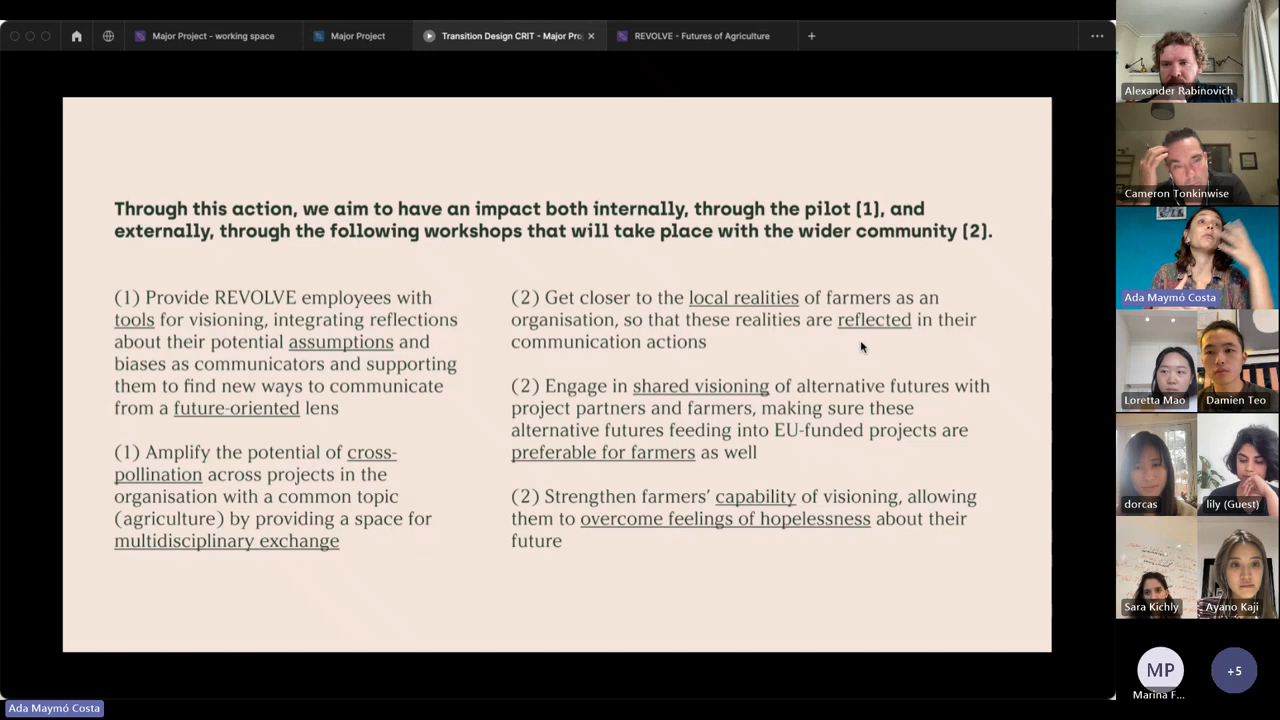 Major Project - working space
Major Project
Transition Design CRIT - Major Pro
REVOLVE - Futures of Agriculture
Through this action, we aim to have an impact both internally, through the pilot (1), and
externally, through the following workshops that will take place with the wider community (2).
(1) Provide REVOLVE employees with
tools for visioning, integrating reflections
about their potential assumptions and
biases as communicators and supporting
them to find new ways to communicate
from a future-oriented lens
(1) Amplify the potential of cross-
pollination across projects in the
organisation with a common topic
(agriculture) by providing a space for
multidisciplinary exchange
(2) Get closer to the local realities of farmers as an
organisation, so that these realities are reflected in their
communication actions
(2) Engage in shared visioning of alternative futures with
project partners and farmers, making sure these
alternative futures feeding into EU-funded projects are
preferable for farmers as well
(2) Strengthen farmers’ capability of visioning, allowing
them to overcome feelings of hopelessness about their
future
Alexander Rabinovich
Cameron Tonkinwise
Ada Maymó Costa
Loretta Mao
Damien Teo
dorcas
lily (Guest)
Sara Kichly
Ayano Kaji
MP
Marina F...
+5
Ada Maymó Costa